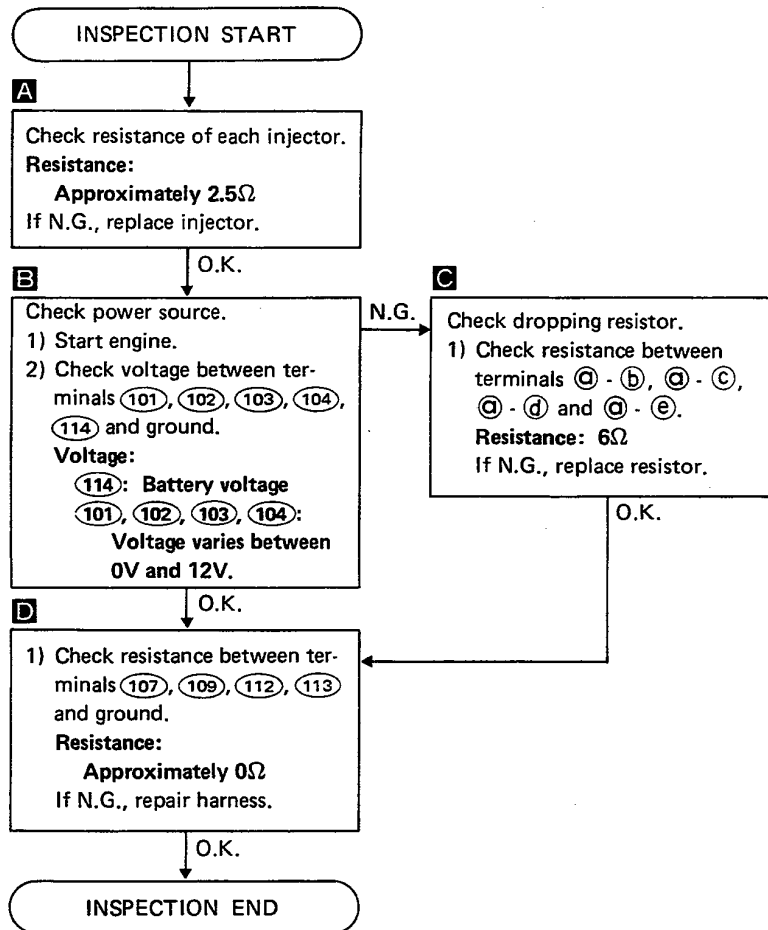 INSPECTION START
A
Check resistance of each injector.
Resistance:
Approximately 2.5Ω
If N.G., replace injector.
O.K.
B
Check power source.
1) Start engine.
2) Check voltage between ter-
minals (101), (102), (103), (104),
(114) and ground.
Voltage:
(114): Battery voltage
(101), (102), (103), (104):
Voltage varies between
0V and 12V.
N.G.
C
Check dropping resistor.
1) Check resistance between
terminals ⓐ - ⓑ, ⓐ - ⓒ,
ⓐ - ⓓ and ⓐ - ⓔ.
Resistance: 6Ω
If N.G., replace resistor.
O.K.
O.K.
D
1) Check resistance between ter-
minals (107), (109), (112), (113)
and ground.
Resistance:
Approximately 0Ω
If N.G., repair harness.
O.K.
INSPECTION END